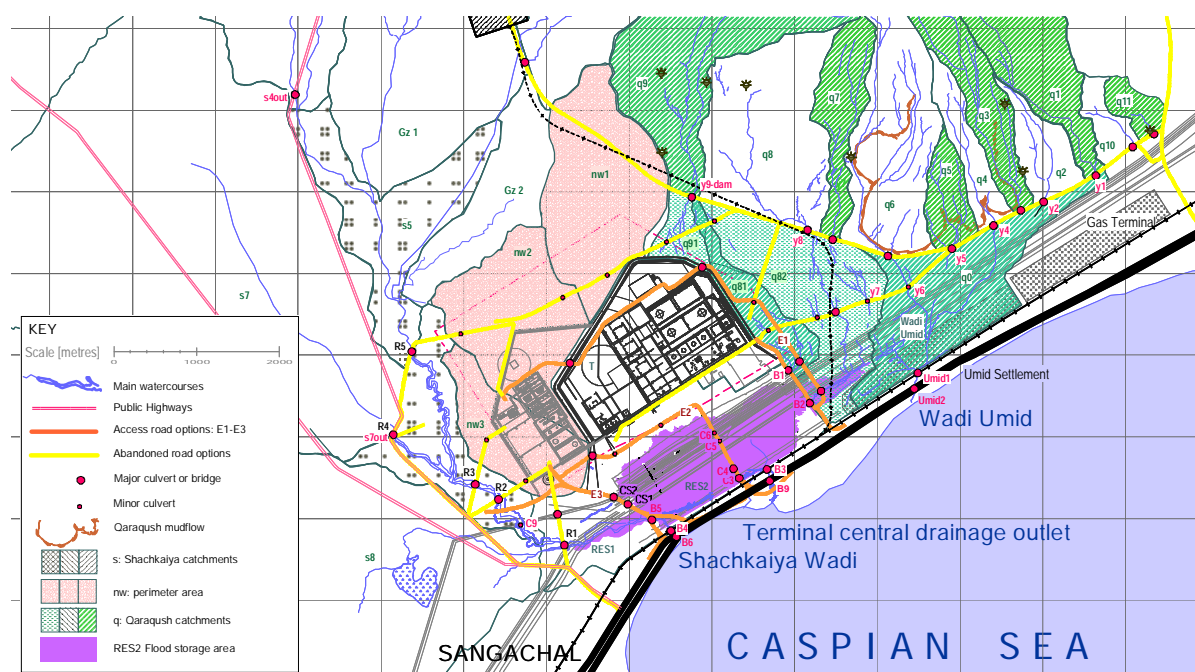 s4out
Gz 1
q9
q7
q3
q1
q11
q8
q10
q2
nw1
Gz 2
y9-dam
q5
q4
y1
y2
s5
q6
y4
Gas Terminal
nw2
q91
y8
y5
q82
q0
s7
q81
y7
y6
Wadi
Umid
KEY
Scale [metres]
0
1000
2000
Main watercourses
Public Highways
Access road options: E1-E3
Abandoned road options
Major culvert or bridge
Minor culvert
Qaraqush mudflow
s: Shachkaiya catchments
nw: perimeter area
q: Qaraqush catchments
RES2 Flood storage area
R5
E1
T
B1
Umid1
Umid Settlement
Umid2
B2
Wadi Umid
E2
R4
s7out
nw3
C6
C5
R3
R2
C4
C3
B3
B9
RES2
E3
CS2
CS1
C9
B5
B4
B6
R1
RES1
s8
Terminal central drainage outlet
Shachkaiya Wadi
SANGACHAL
CASPIAN SEA